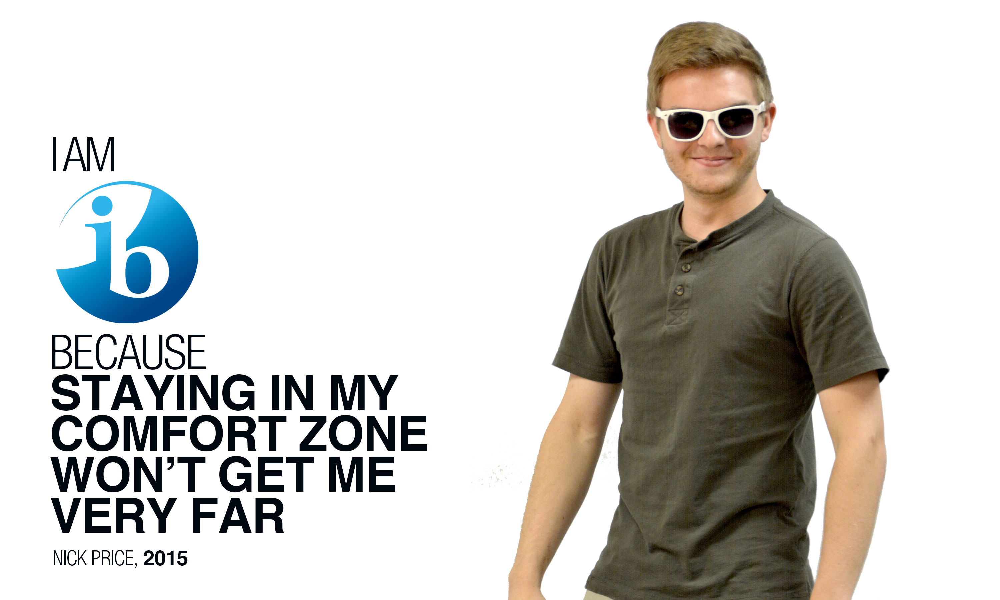 I AM
ib
BECAUSE
STAYING IN MY
COMFORT ZONE
WON’T GET ME
VERY FAR
NICK PRICE, 2015